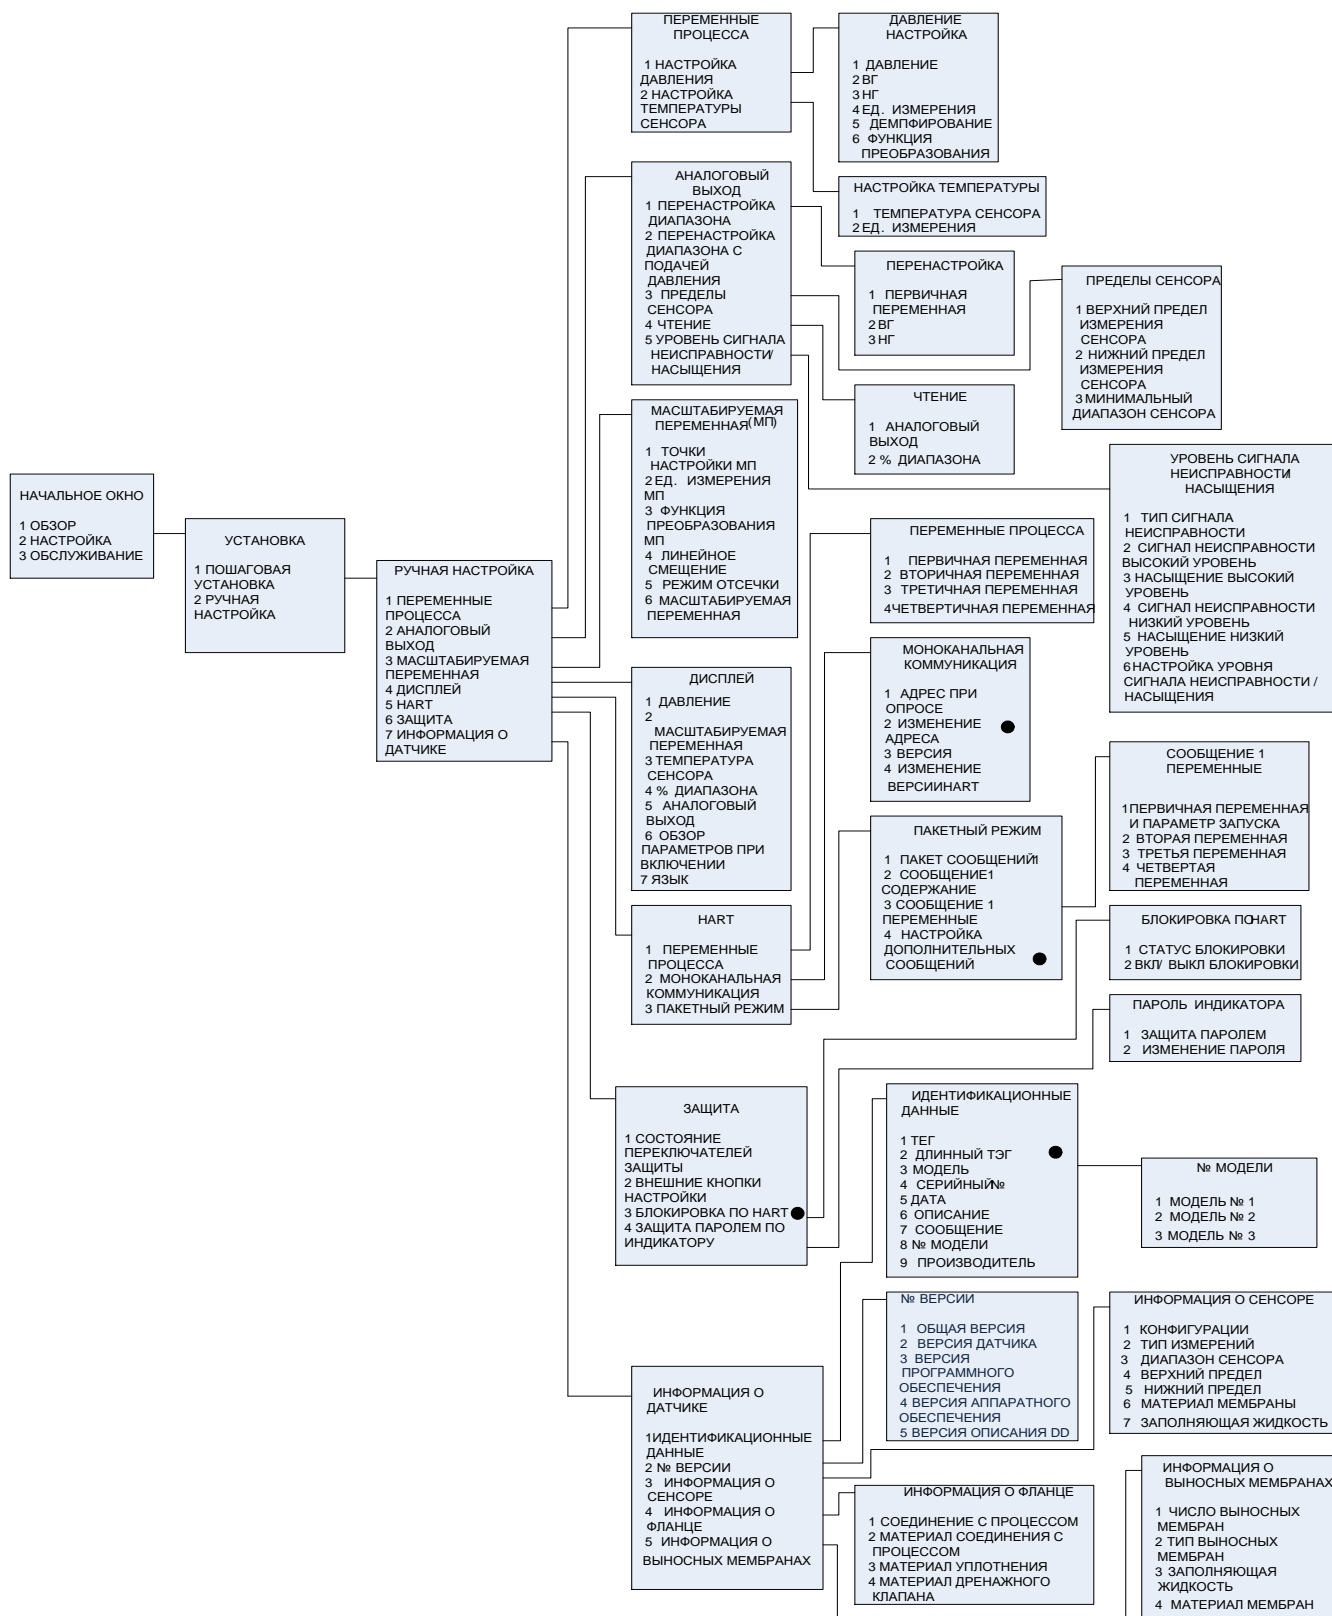 НАЧАЛЬНОЕ ОКНО
1 ОБЗОР
2 НАСТРОЙКА
3 ОБСЛУЖИВАНИЕ
УСТАНОВКА
1 ПОШАГОВАЯ
УСТАНОВКА
2 РУЧНАЯ
НАСТРОЙКА
РУЧНАЯ НАСТРОЙКА
1 ПЕРЕМЕННЫЕ
ПРОЦЕССА
2 АНАЛОГОВЫЙ
ВЫХОД
3 МАСШТАБИРУЕМАЯ
ПЕРЕМЕННАЯ
4 ДИСПЛЕЙ
5 HART
6 ЗАЩИТА
7 ИНФОРМАЦИЯ О
ДАТЧИКЕ
ПЕРЕМЕННЫЕ
ПРОЦЕССА
1 НАСТРОЙКА
ДАВЛЕНИЯ
2 НАСТРОЙКА
ТЕМПЕРАТУРЫ
СЕНСОРА
ДАВЛЕНИЕ
НАСТРОЙКА
1 ДАВЛЕНИЕ
2 ВГ
3 НГ
4 ЕД. ИЗМЕРЕНИЯ
5 ДЕМПФИРОВАНИЕ
6 ФУНКЦИЯ
ПРЕОБРАЗОВАНИЯ
НАСТРОЙКА ТЕМПЕРАТУРЫ
1 ТЕМПЕРАТУРА СЕНСОРА
2 ЕД. ИЗМЕРЕНИЯ
АНАЛОГОВЫЙ
ВЫХОД
1 ПЕРЕНАСТРОЙКА
ДИАПАЗОНА
2 ПЕРЕНАСТРОЙКА
ДИАПАЗОНА С
ПОДАЧЕЙ
ДАВЛЕНИЯ
3 ПРЕДЕЛЫ
СЕНСОРА
4 ЧТЕНИЕ
5 УРОВЕНЬ СИГНАЛА
НЕИСПРАВНОСТИ/
НАСЫЩЕНИЯ
ПЕРЕНАСТРОЙКА
1 ПЕРВИЧНАЯ
ПЕРЕМЕННАЯ
2 ВГ
3 НГ
ПРЕДЕЛЫ СЕНСОРА
1 ВЕРХНИЙ ПРЕДЕЛ
ИЗМЕРЕНИЯ
СЕНСОРА
2 НИЖНИЙ ПРЕДЕЛ
ИЗМЕРЕНИЯ
СЕНСОРА
3 МИНИМАЛЬНЫЙ
ДИАПАЗОН СЕНСОРА
ЧТЕНИЕ
1 АНАЛОГОВЫЙ
ВЫХОД
2 % ДИАПАЗОНА
УРОВЕНЬ СИГНАЛА
НЕИСПРАВНОСТИ/
НАСЫЩЕНИЯ
1 ТИП СИГНАЛА
НЕИСПРАВНОСТИ
2 СИГНАЛ НЕИСПРАВНОСТИ
ВЫСОКИЙ УРОВЕНЬ
3 НАСЫЩЕНИЕ ВЫСОКИЙ
УРОВЕНЬ
4 СИГНАЛ НЕИСПРАВНОСТИ
НИЗКИЙ УРОВЕНЬ
5 НАСЫЩЕНИЕ НИЗКИЙ
УРОВЕНЬ
6 НАСТРОЙКА УРОВНЯ
СИГНАЛА НЕИСПРАВНОСТИ /
НАСЫЩЕНИЯ
МАСШТАБИРУЕМАЯ
ПЕРЕМЕННАЯ (МП)
1 ТОЧКИ
НАСТРОЙКИ МП
2 ЕД. ИЗМЕРЕНИЯ
МП
3 ФУНКЦИЯ
ПРЕОБРАЗОВАНИЯ
МП
4 ЛИНЕЙНОЕ
СМЕЩЕНИЕ
5 РЕЖИМ ОТСЕЧКИ
6 МАСШТАБИРУЕМАЯ
ПЕРЕМЕННАЯ
ДИСПЛЕЙ
1 ДАВЛЕНИЕ
2
МАСШТАБИРУЕМАЯ
ПЕРЕМЕННАЯ
3 ТЕМПЕРАТУРА
СЕНСОРА
4 % ДИАПАЗОНА
5 АНАЛОГОВЫЙ
ВЫХОД
6 ОБЗОР
ПАРАМЕТРОВ ПРИ
ВКЛЮЧЕНИИ
7 ЯЗЫК
HART
1 ПЕРЕМЕННЫЕ
ПРОЦЕССА
2 МОНОКАНАЛЬНАЯ
КОММУНИКАЦИЯ
3 ПАКЕТНЫЙ РЕЖИМ
ПЕРЕМЕННЫЕ ПРОЦЕССА
1 ПЕРВИЧНАЯ ПЕРЕМЕННАЯ
2 ВТОРИЧНАЯ ПЕРЕМЕННАЯ
3 ТРЕТИЧНАЯ ПЕРЕМЕННАЯ
4 ЧЕТВЕРТИЧНАЯ ПЕРЕМЕННАЯ
МОНОКАНАЛЬНАЯ
КОММУНИКАЦИЯ
1 АДРЕС ПРИ
ОПРОСЕ
2 ИЗМЕНЕНИЕ
АДРЕСА
3 ВЕРСИЯ
4 ИЗМЕНЕНИЕ
ВЕРСИИHART
ПАКЕТНЫЙ РЕЖИМ
1 ПАКЕТ СООБЩЕНИЙ1
2 СООБЩЕНИЕ1
СОДЕРЖАНИЕ
3 СООБЩЕНИЕ 1
ПЕРЕМЕННЫЕ
4 НАСТРОЙКА
ДОПОЛНИТЕЛЬНЫХ
СООБЩЕНИЙ
СООБЩЕНИЕ 1
ПЕРЕМЕННЫЕ
1ПЕРВИЧНАЯ ПЕРЕМЕННАЯ
И ПАРАМЕТР ЗАПУСКА
2 ВТОРАЯ ПЕРЕМЕННАЯ
3 ТРЕТЬЯ ПЕРЕМЕННАЯ
4 ЧЕТВЕРТАЯ
ПЕРЕМЕННАЯ
ЗАЩИТА
1 СОСТОЯНИЕ
ПЕРЕКЛЮЧАТЕЛЕЙ
ЗАЩИТЫ
2 ВНЕШНИЕ КНОПКИ
НАСТРОЙКИ
3 БЛОКИРОВКА ПО HART
4 ЗАЩИТА ПАРОЛЕМ ПО
ИНДИКАТОРУ
БЛОКИРОВКА ПО HART
1 СТАТУС БЛОКИРОВКИ
2 ВКЛ/ ВЫКЛ БЛОКИРОВКИ
ПАРОЛЬ ИНДИКАТОРА
1 ЗАЩИТА ПАРОЛЕМ
2 ИЗМЕНЕНИЕ ПАРОЛЯ
ИНФОРМАЦИЯ О
ДАТЧИКЕ
1ИДЕНТИФИКАЦИОННЫЕ
ДАННЫЕ
2 № ВЕРСИИ
3 ИНФОРМАЦИЯ О
СЕНСОРЕ
4 ИНФОРМАЦИЯ О
ФЛАНЦЕ
5 ИНФОРМАЦИЯ О
ВЫНОСНЫХ МЕМБРАНАХ
ИДЕНТИФИКАЦИОННЫЕ
ДАННЫЕ
1 ТЕГ
2 ДЛИННЫЙ ТЭГ
3 МОДЕЛЬ
4 СЕРИЙНЫЙ№
5 ДАТА
6 ОПИСАНИЕ
7 СООБЩЕНИЕ
8 № МОДЕЛИ
9 ПРОИЗВОДИТЕЛЬ
№ МОДЕЛИ
1 МОДЕЛЬ № 1
2 МОДЕЛЬ № 2
3 МОДЕЛЬ № 3
№ ВЕРСИИ
1 ОБЩАЯ ВЕРСИЯ
2 ВЕРСИЯ ДАТЧИКА
3 ВЕРСИЯ
ПРОГРАММНОГО
ОБЕСПЕЧЕНИЯ
4 ВЕРСИЯ АППАРАТНОГО
ОБЕСПЕЧЕНИЯ
5 ВЕРСИЯ ОПИСАНИЯ DD
ИНФОРМАЦИЯ О СЕНСОРЕ
1 КОНФИГУРАЦИИ
2 ТИП ИЗМЕРЕНИЙ
3 ДИАПАЗОН СЕНСОРА
4 ВЕРХНИЙ ПРЕДЕЛ
5 НИЖНИЙ ПРЕДЕЛ
6 МАТЕРИАЛ МЕМБРАНЫ
7 ЗАПОЛНЯЮЩАЯ ЖИДКОСТЬ
ИНФОРМАЦИЯ О ФЛАНЦЕ
1 СОЕДИНЕНИЕ С ПРОЦЕССОМ
2 МАТЕРИАЛ СОЕДИНЕНИЯ С
ПРОЦЕССОМ
3 МАТЕРИАЛ УПЛОТНЕНИЯ
4 МАТЕРИАЛ ДРЕНАЖНОГО
КЛАПАНА
ИНФОРМАЦИЯ О
ВЫНОСНЫХ МЕМБРАНАХ
1 ЧИСЛО ВЫНОСНЫХ
МЕМБРАН
2 ТИП ВЫНОСНЫХ
МЕМБРАН
3 ЗАПОЛНЯЮЩАЯ
ЖИДКОСТЬ
4 МАТЕРИАЛ МЕМБРАН